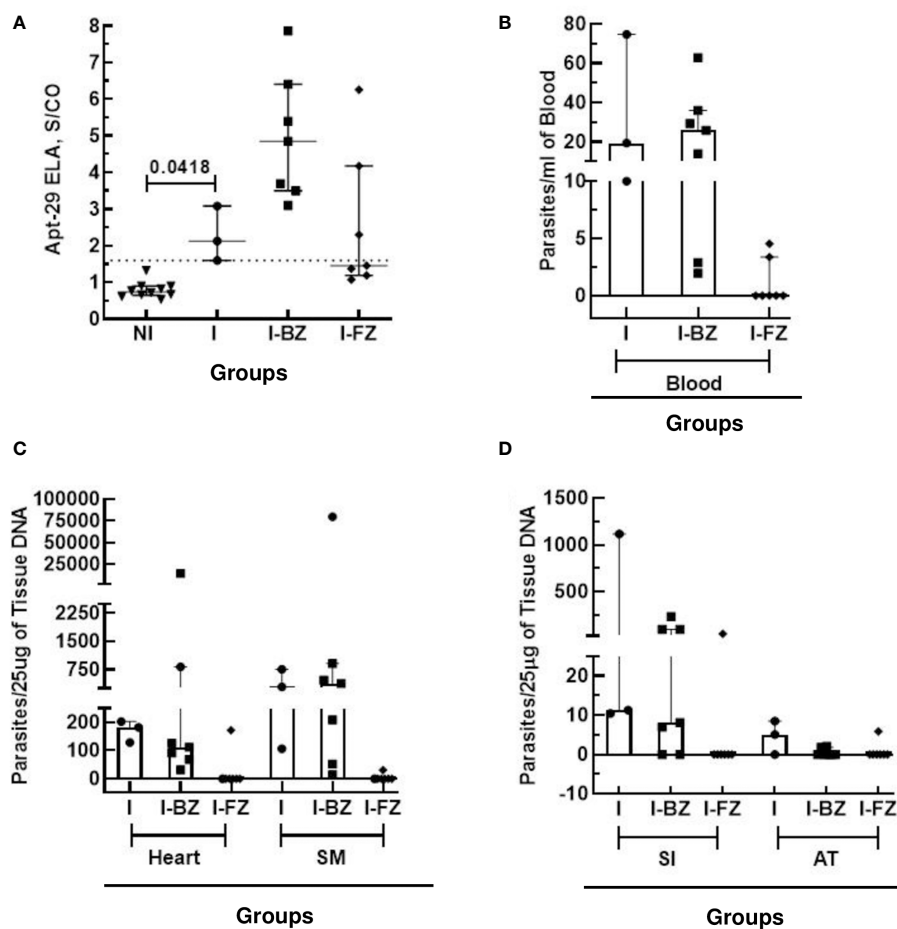 A
Apt-29 ELA, S/CO
8
7
6
5
4
3
2
1
0
0.0418
NI I I-BZ I-FZ
Groups
B
Parasites/ml of Blood
80
60
40
20
10
5
0
I I-BZ I-FZ
Blood
Groups
C
Parasites/25ug of Tissue DNA
100000
75000
50000
25000
2250
1500
750
200
100
0
I I-BZ I-FZ I I-BZ I-FZ
Heart SM
Groups
D
Parasites/25µg of Tissue DNA
1500
1000
500
20
10
0
-10
I I-BZ I-FZ I I-BZ I-FZ
SI AT
Groups